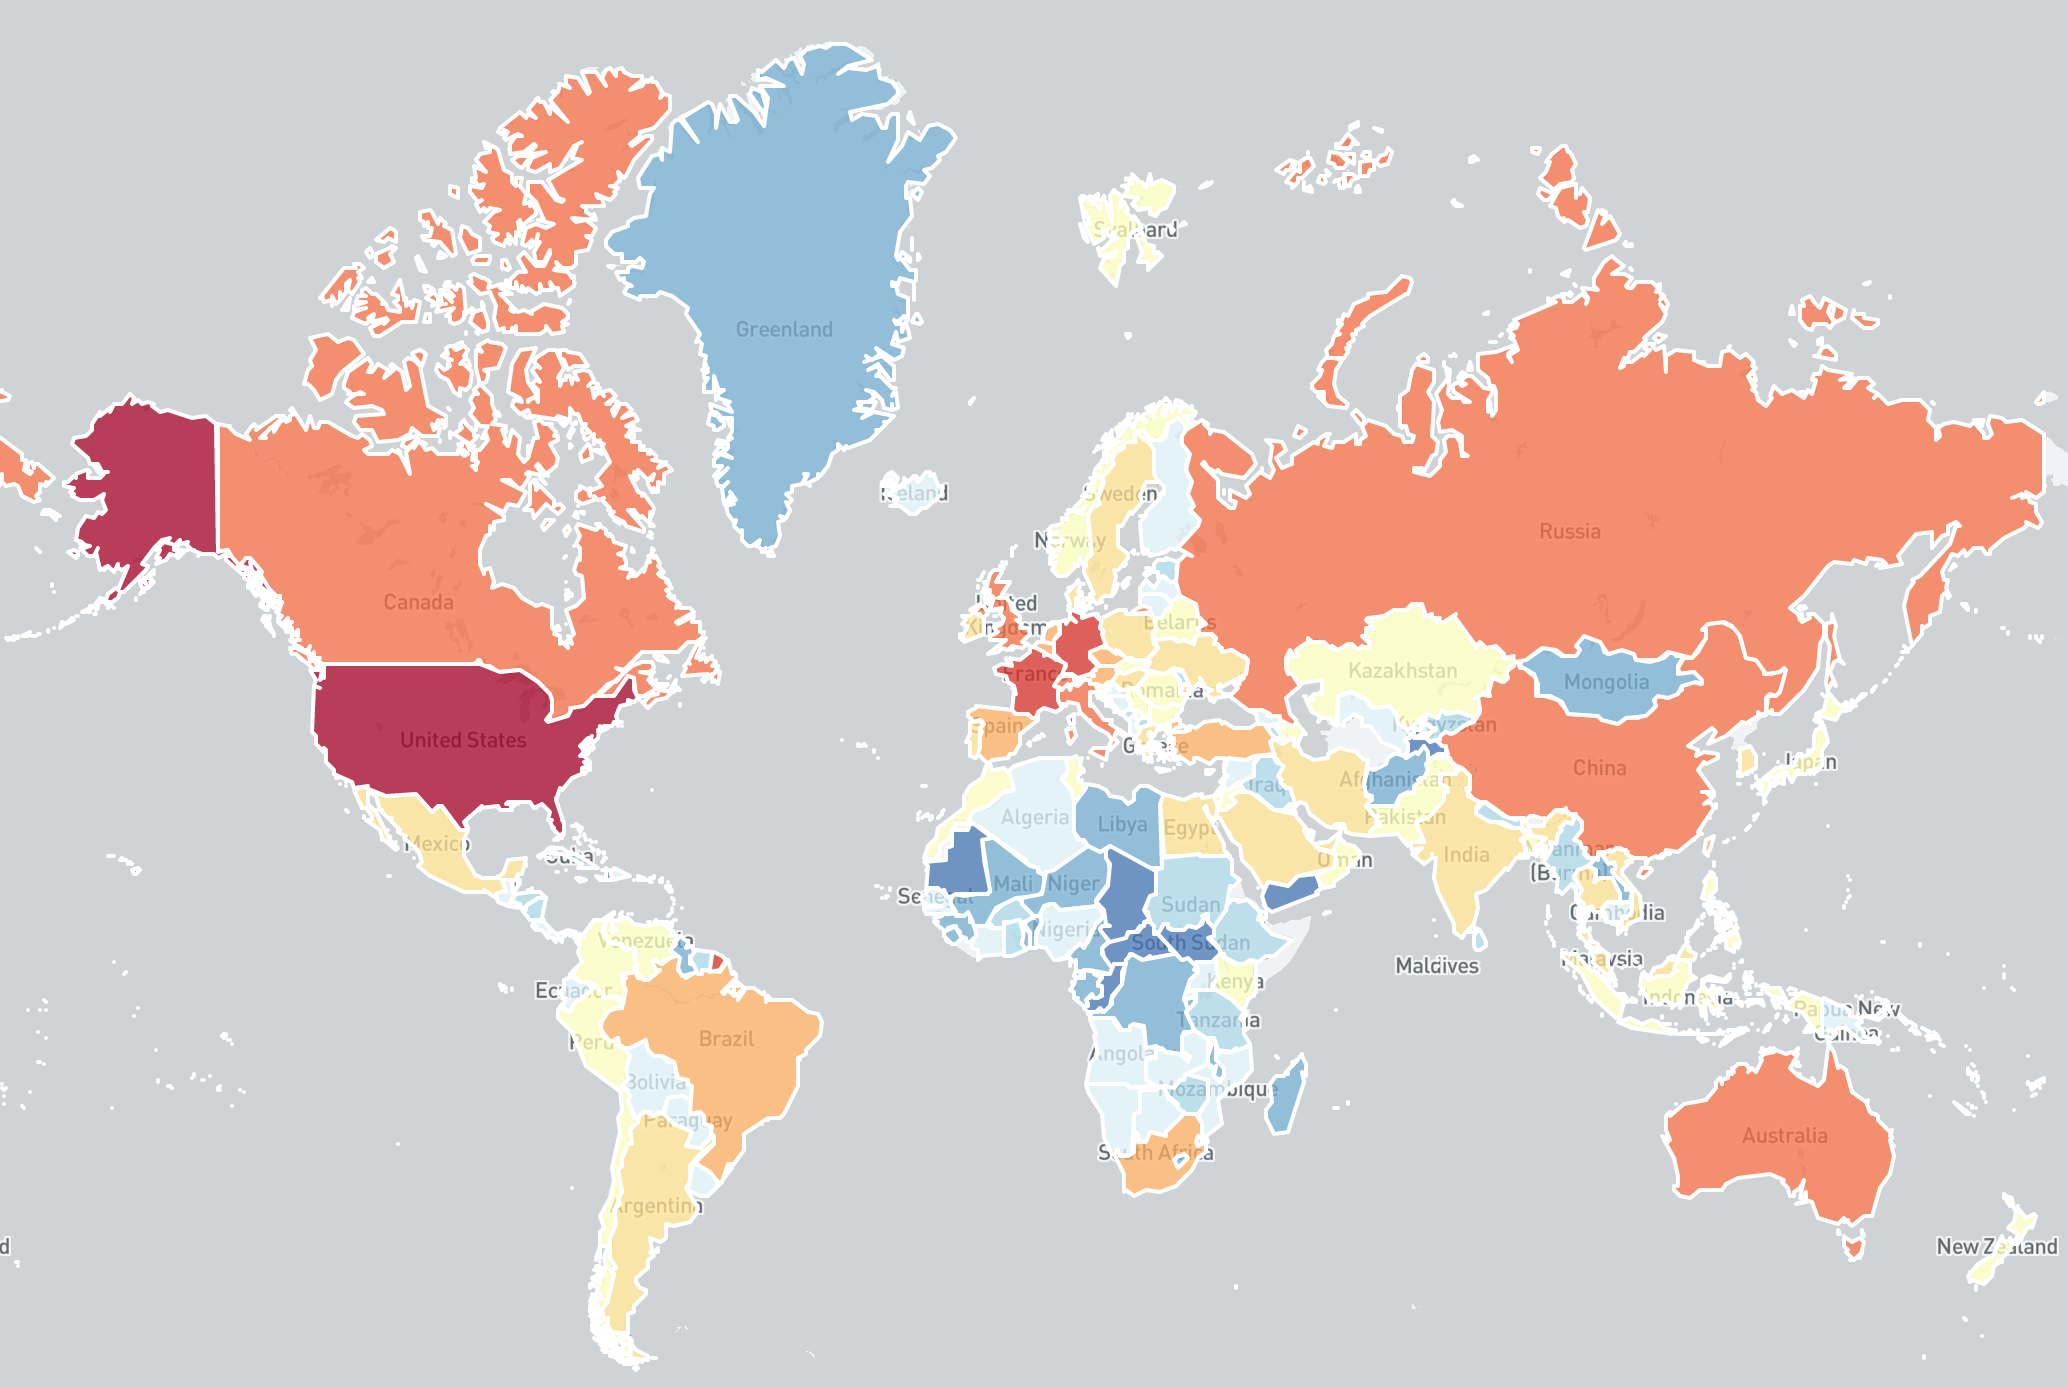 Svalbard
Greenland
Iceland
Sweden
Russia
Norway
Canada
United
Kingdom
Belarus
France
Kazakhstan
Mongolia
Romania
Spain
Kyrgyzstan
United States
Greece
China
Japan
Afghanistan
Iraq
Algeria
Libya
Egypt
Pakistan
Mexico
India
Oman
Cuba
Myanmar
(Burma)
Mali
Niger
Senegal
Sudan
Cambodia
Nigeria
Venezuela
South Sudan
Malaysia
Maldives
Kenya
Ecuador
Indonesia
Papua New
Guinea
Tanzania
Brazil
Peru
Angola
Bolivia
Mozambique
Paraguay
Australia
South Africa
Argentina
New Zealand
d